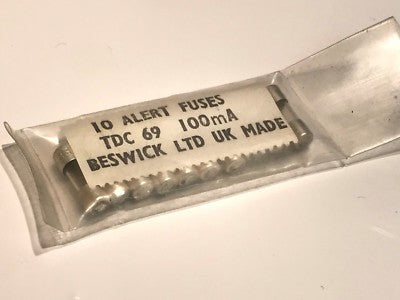 10 ALERT FUSES
TDC 69 100mA
BESWICK LTD UK MADE